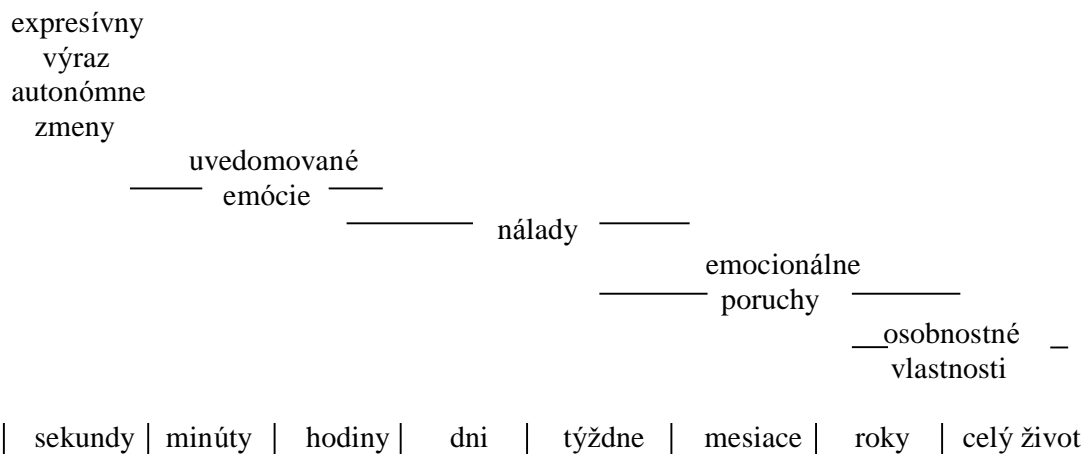 expresívny
výraz
autonómne
zmeny
uvedomované
emócie
nálady
emocionálne
poruchy
osobnostné
vlastnosti
| sekundy | minúty | hodiny | dni | týždne | mesiace | roky | celý život